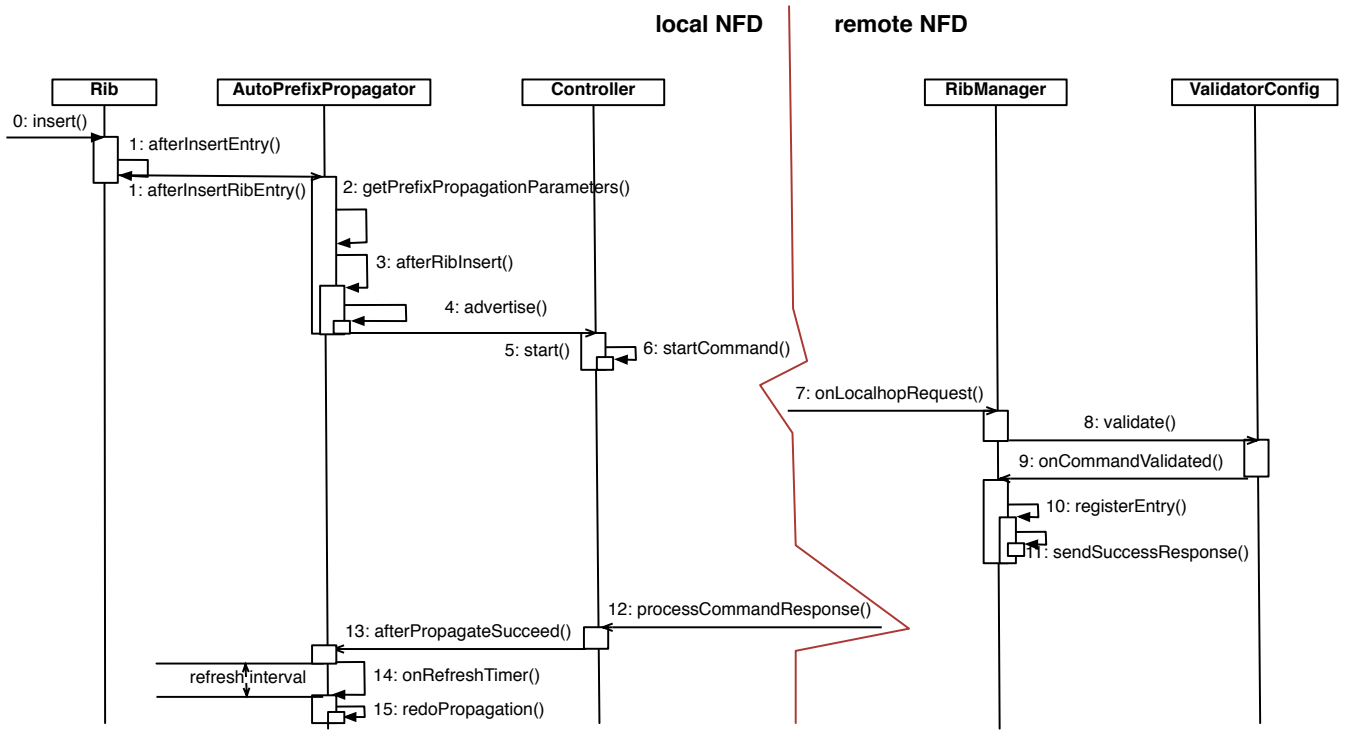 local NFD
remote NFD
Rib
AutoPrefixPropagator
Controller
RibManager
ValidatorConfig
0: insert()
1: afterInsertEntry()
1: afterInsertRibEntry()
2: getPrefixPropagationParameters()
3: afterRibInsert()
4: advertise()
5: start()
6: startCommand()
7: onLocalhopRequest()
8: validate()
9: onCommandValidated()
10: registerEntry()
11: sendSuccessResponse()
12: processCommandResponse()
13: afterPropagateSucceed()
refresh interval
14: onRefreshTimer()
15: redoPropagation()